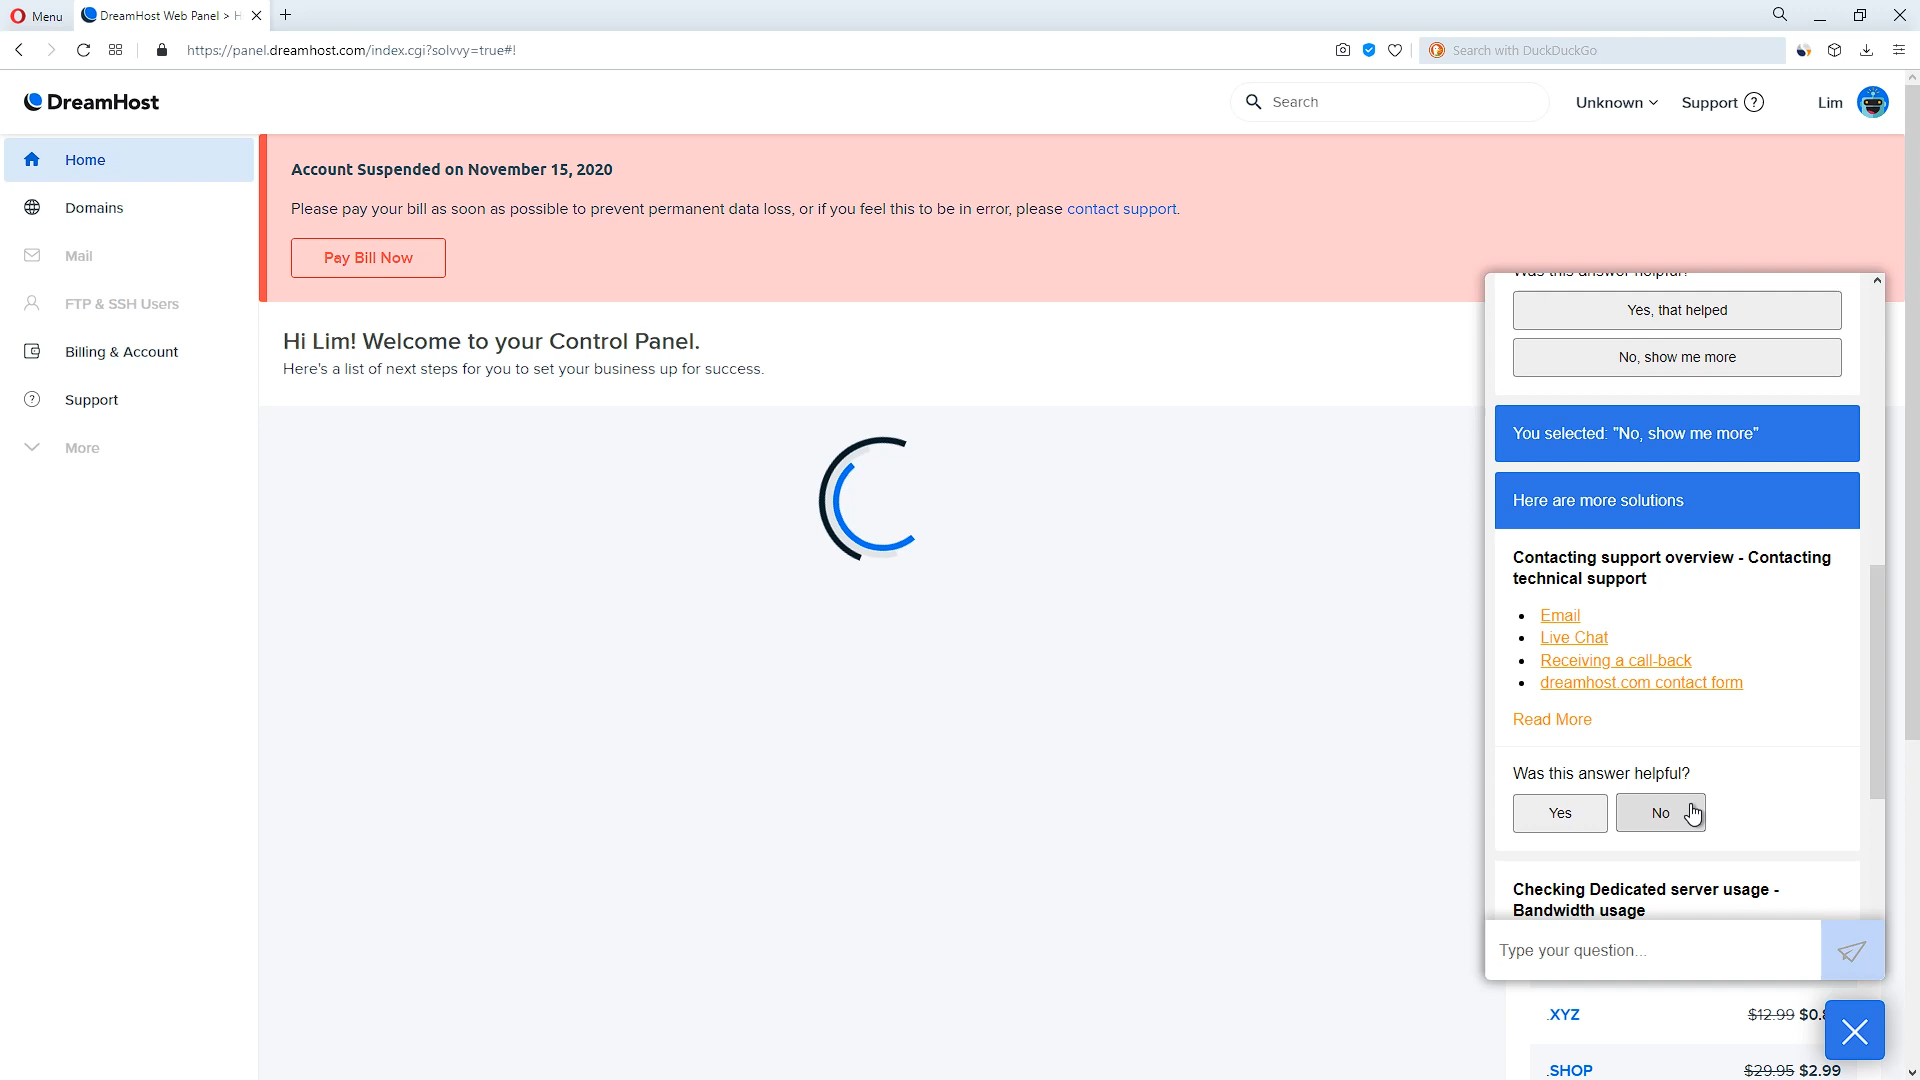 Menu
DreamHost Web Panel > H
https://panel.dreamhost.com/index.cgi?solvvy=true#!
Search with DuckDuckGo
DreamHost
Search
Unknown
Support
Lim
Home
Domains
Mail
FTP & SSH Users
Billing & Account
Support
More
Account Suspended on November 15, 2020
Please pay your bill as soon as possible to prevent permanent data loss, or if you feel this to be in error, please contact support.
Pay Bill Now
Hi Lim! Welcome to your Control Panel.
Here's a list of next steps for you to set your business up for success.
Was this answer helpful?
Yes, that helped
No, show me more
You selected: "No, show me more"
Here are more solutions
Contacting support overview - Contacting
technical support
Email
Live Chat
Receiving a call-back
dreamhost.com contact form
Read More
Was this answer helpful?
Yes
No
Checking Dedicated server usage -
Bandwidth usage
Type your question...
.XYZ
$12.99 $0.
.SHOP
$29.95 $2.99